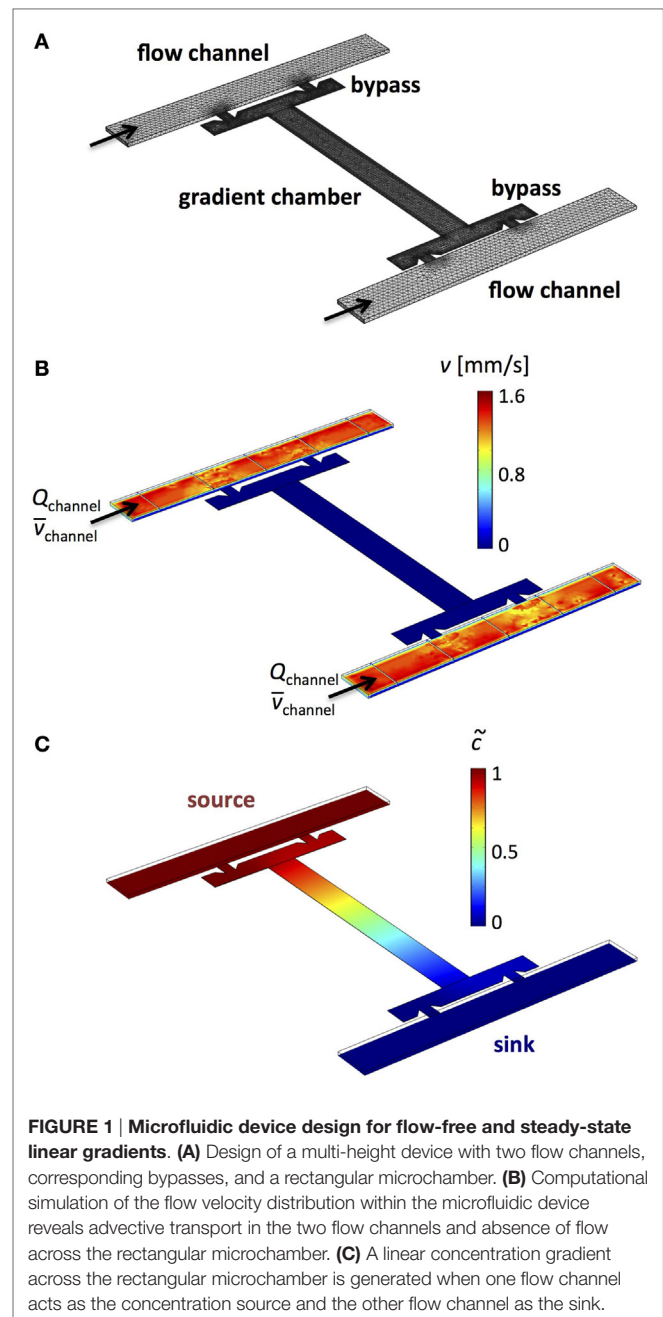 A
flow channel
bypass
gradient chamber
bypass
flow channel
B
v [mm/s]
1.6
0.8
0
Qchannel
v̅channel
Qchannel
v̅channel
C
c̃
1
0.5
0
source
sink
FIGURE 1 | Microfluidic device design for flow-free and steady-state
linear gradients. (A) Design of a multi-height device with two flow channels,
corresponding bypasses, and a rectangular microchamber. (B) Computational
simulation of the flow velocity distribution within the microfluidic device
reveals advective transport in the two flow channels and absence of flow
across the rectangular microchamber. (C) A linear concentration gradient
across the rectangular microchamber is generated when one flow channel
acts as the concentration source and the other flow channel as the sink.